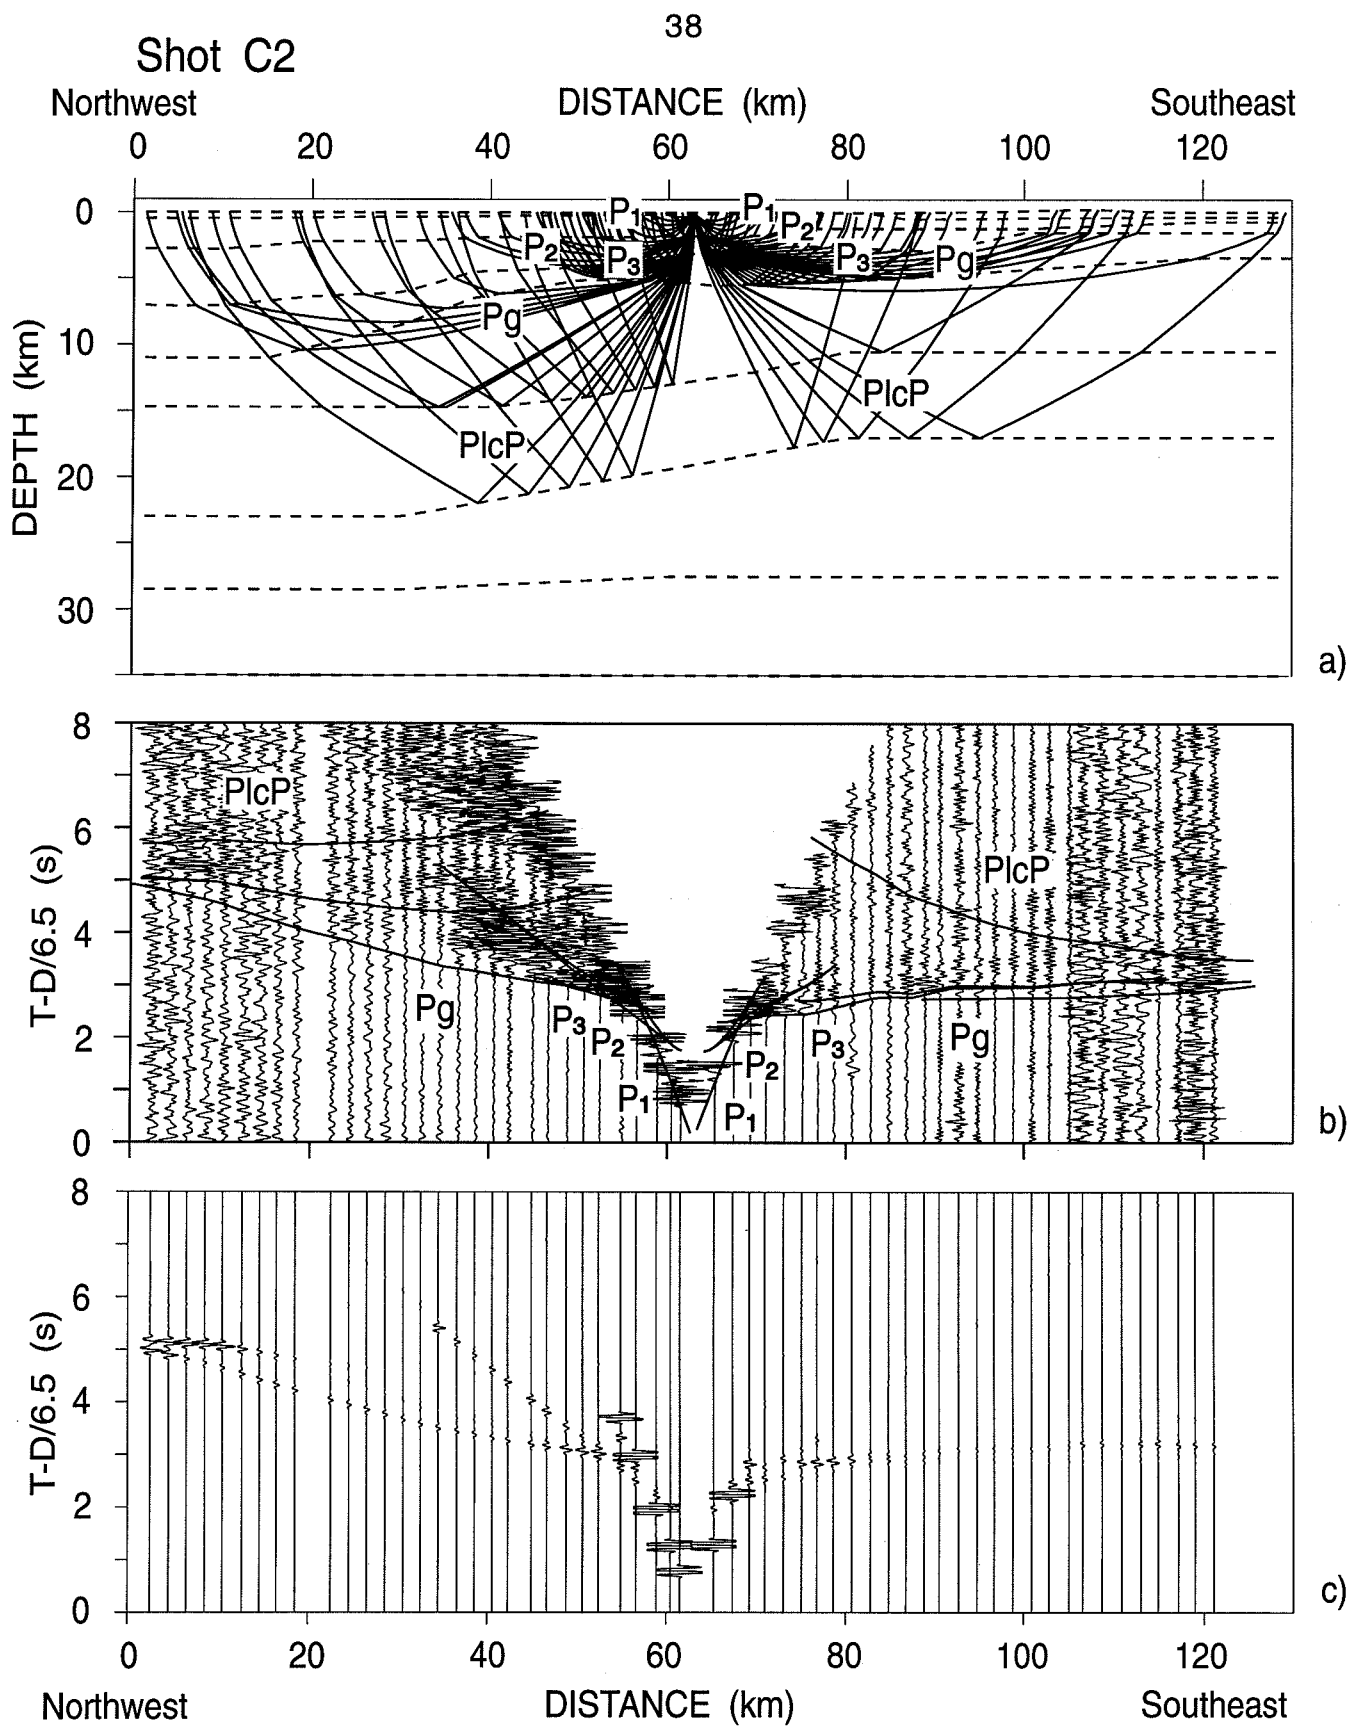 38
Shot C2
Northwest DISTANCE (km) Southeast
0 20 40 60 80 100 120
0
10
20
30
DEPTH (km)
P1 P1
P2 P2
P3 P3 Pg
Pg
PlcP
PlcP
a)
8
6
4
2
0
T-D/6.5 (s)
PlcP
PlcP
Pg P3 P2 P3 Pg
P2
P1 P1
b)
8
6
4
2
0
T-D/6.5 (s)
c)
0 20 40 60 80 100 120
Northwest DISTANCE (km) Southeast